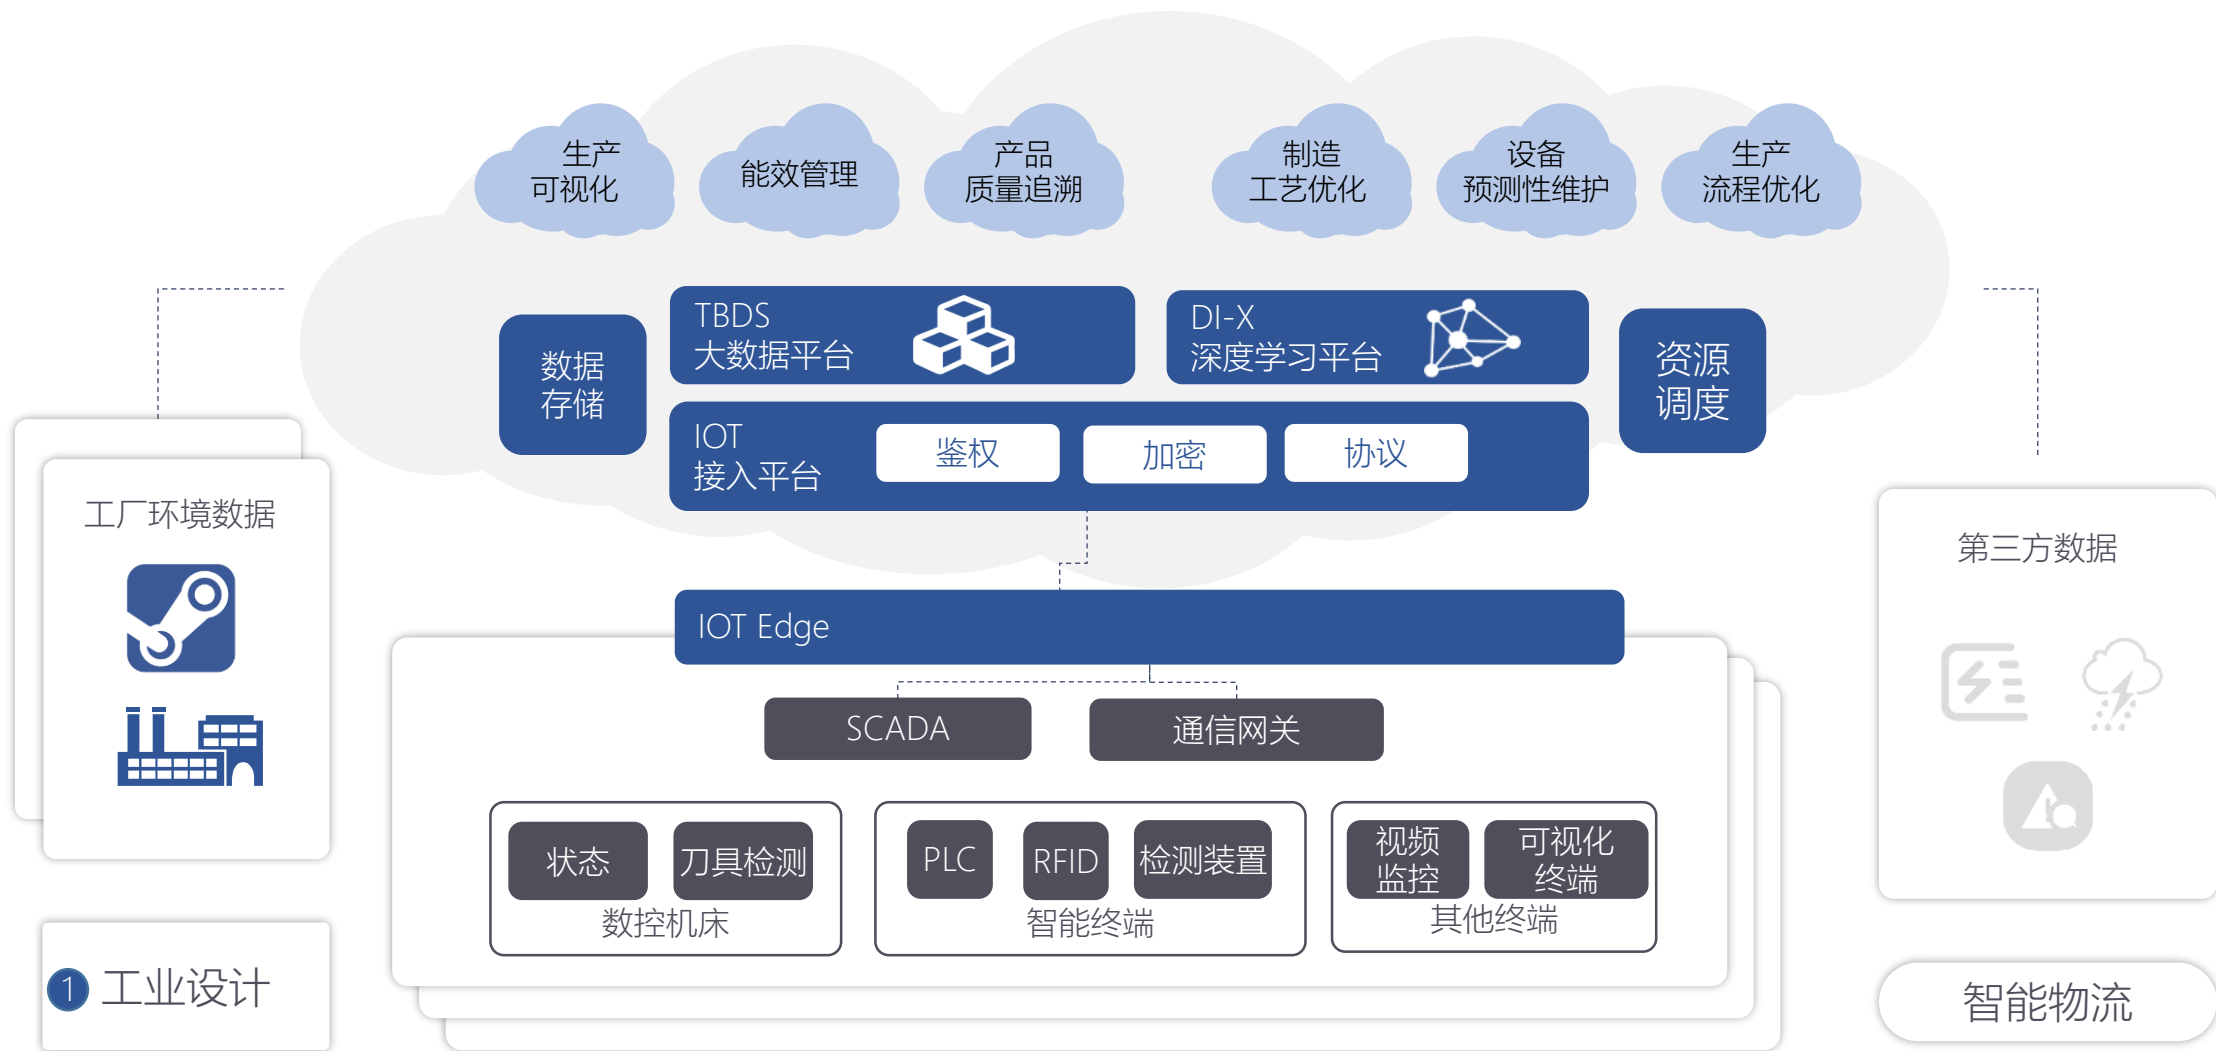 生产
可视化
能效管理
产品
质量追溯
制造
工艺优化
设备
预测性维护
生产
流程优化
数据
存储
TBDS
大数据平台
DI-X
深度学习平台
资源
调度
IOT
接入平台
鉴权
加密
协议
工厂环境数据
第三方数据
IOT Edge
SCADA
通信网关
状态
刀具检测
数控机床
PLC
RFID
检测装置
智能终端
视频
监控
可视化
终端
其他终端
1 工业设计
智能物流